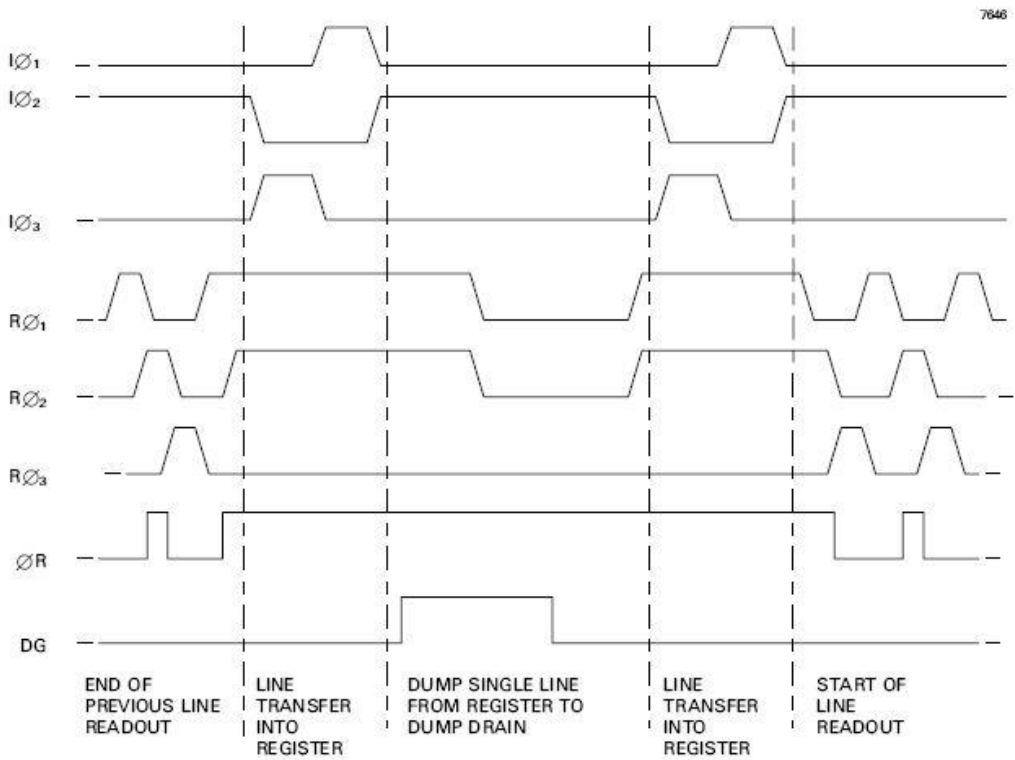 7646
IØ₁
IØ₂
IØ₃
RØ₁
RØ₂
RØ₃
ØR
DG
END OF
PREVIOUS LINE
READOUT
LINE
TRANSFER
INTO
REGISTER
DUMP SINGLE LINE
FROM REGISTER TO
DUMP DRAIN
LINE
TRANSFER
INTO
REGISTER
START OF
LINE
READOUT